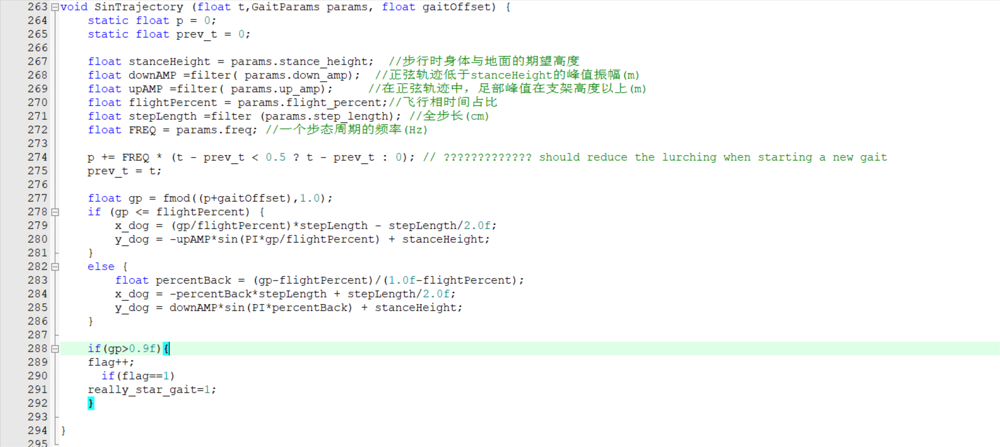 263 void SinTrajectory (float t,GaitParams params, float gaitOffset) {
264     static float p = 0;
265     static float prev_t = 0;
266
267     float stanceHeight = params.stance_height;  //步行时身体与地面的期望高度
268     float downAMP =filter( params.down_amp);  //正弦轨迹低于stanceHeight的峰值振幅(m)
269     float upAMP =filter( params.up_amp);     //在正弦轨迹中，足部峰值在支架高度以上(m)
270     float flightPercent = params.flight_percent;//飞行相时间占比
271     float stepLength =filter (params.step_length); //全步长(cm)
272     float FREQ = params.freq; //一个步态周期的频率(Hz)
273
274     p += FREQ * (t - prev_t < 0.5 ? t - prev_t : 0); // ????????????? should reduce the lurching when starting a new gait
275     prev_t = t;
276
277     float gp = fmod((p+gaitOffset),1.0);
278     if (gp <= flightPercent) {
279         x_dog = (gp/flightPercent)*stepLength - stepLength/2.0f;
280         y_dog = -upAMP*sin(PI*gp/flightPercent) + stanceHeight;
281     }
282     else {
283         float percentBack = (gp-flightPercent)/(1.0f-flightPercent);
284         x_dog = -percentBack*stepLength + stepLength/2.0f;
285         y_dog = downAMP*sin(PI*percentBack) + stanceHeight;
286     }
287
288     if(gp>0.9f){
289     flag++;
290       if(flag==1)
291     really_star_gait=1;
292     }
293
294 }
295